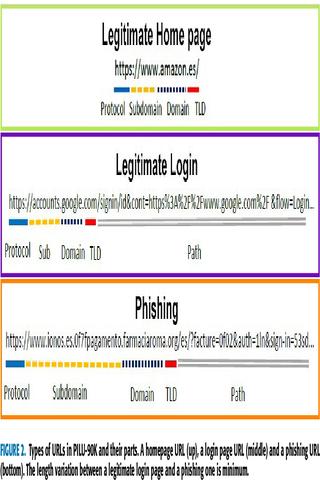 Legitimate Home page
https://www.amazon.es/
Protocol Subdomain Domain TLD
Legitimate Login
https://accounts.google.com/signin/id&cont=https%3A%2F%2Fwww.google.com%2F &flow=Login...
Protocol Sub Domain TLD Path
Phishing
https://www.ionos.es.0f7fpagamento.farmaciaroma.org/es/?facture=0f02&auth=1ln&sign-in=53sd...
Protocol Subdomain Domain TLD Path
FIGURE 2. Types of URLs in PILU-90K and their parts. A homepage URL (up), a login page URL (middle) and a phishing URL
(bottom). The length variation between a legitimate login page and a phishing one is minimum.